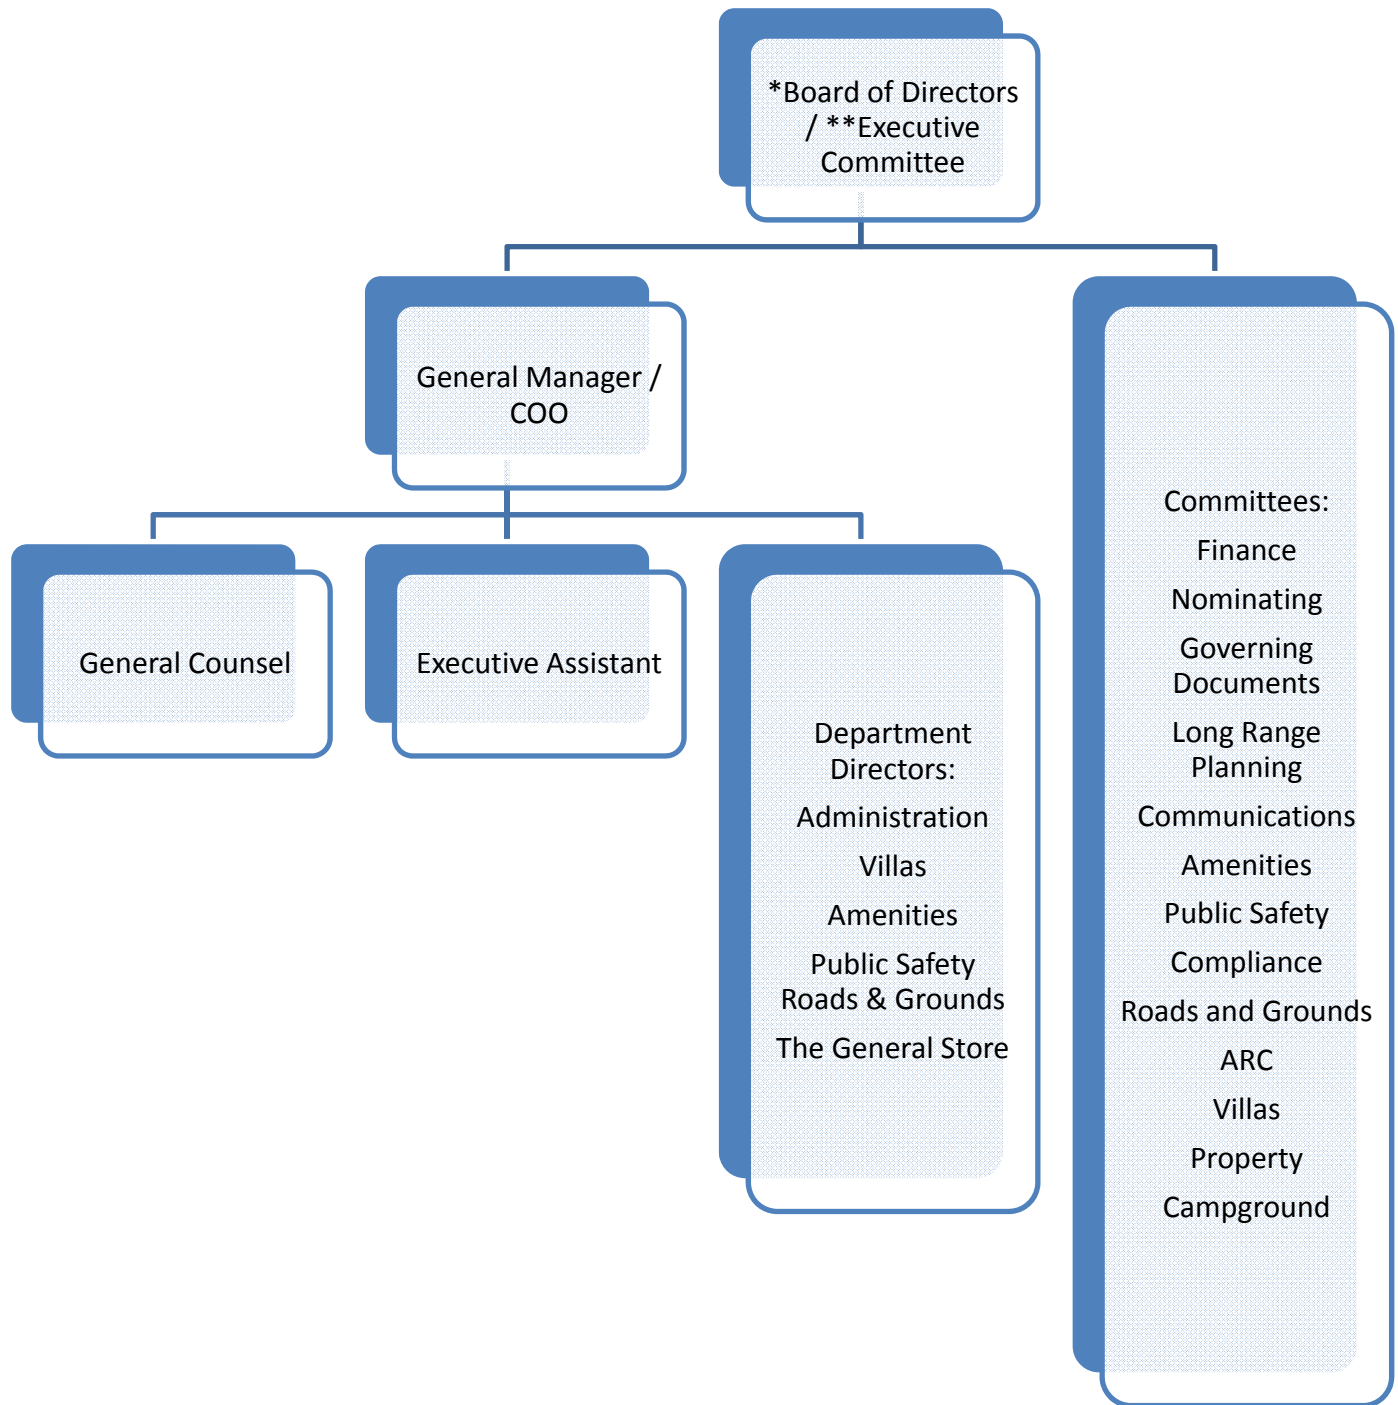 *Board of Directors
/ **Executive
Committee
General Manager /
COO
General Counsel
Executive Assistant
Department
Directors:
Administration
Villas
Amenities
Public Safety
Roads & Grounds
The General Store
Committees:
Finance
Nominating
Governing
Documents
Long Range
Planning
Communications
Amenities
Public Safety
Compliance
Roads and Grounds
ARC
Villas
Property
Campground